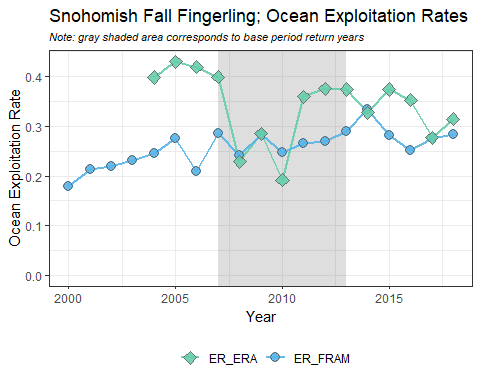 Snohomish Fall Fingerling; Ocean Exploitation Rates
Note: gray shaded area corresponds to base period return years
Ocean Exploitation Rate
0.4
0.3
0.2
0.1
0.0
2000 2005 2010 2015
Year
ER_ERA ER_FRAM